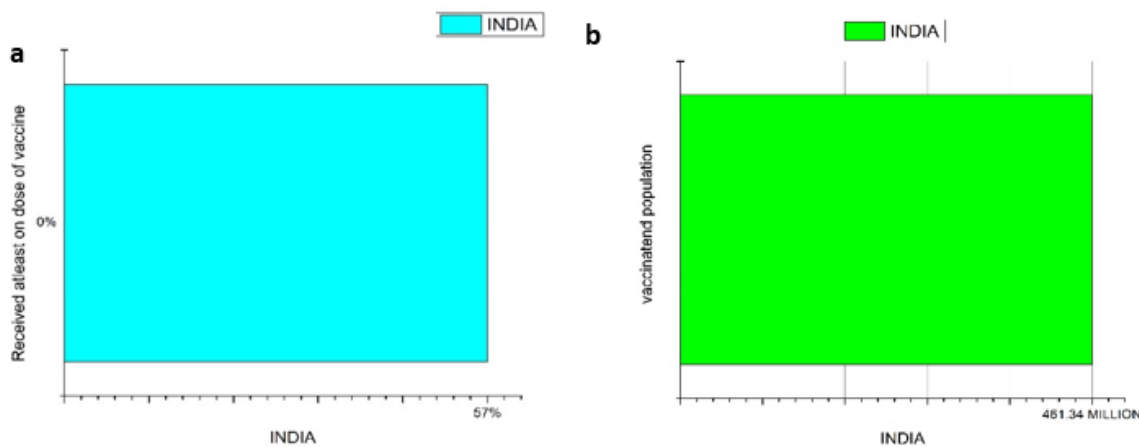 a
INDIA
Received atleast on dose of vaccine
0%
57%
INDIA
b
INDIA
vaccinatend population
461.34 MILLION
INDIA